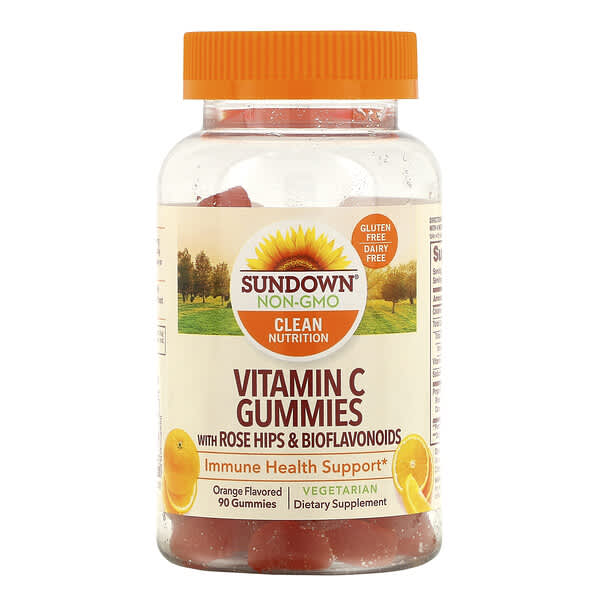 GLUTEN
FREE
DAIRY
FREE
SUNDOWN®
NON-GMO
CLEAN
NUTRITION
VITAMIN C
GUMMIES
WITH ROSE HIPS & BIOFLAVONOIDS
Immune Health Support*
Orange Flavored
90 Gummies
VEGETARIAN
Dietary Supplement